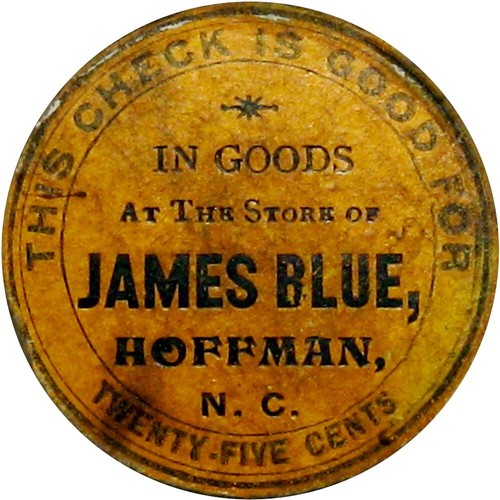 THIS CHECK IS GOOD FOR
IN GOODS
AT THE STORE OF
JAMES BLUE,
HOFFMAN,
N. C.
TWENTY-FIVE CENTS